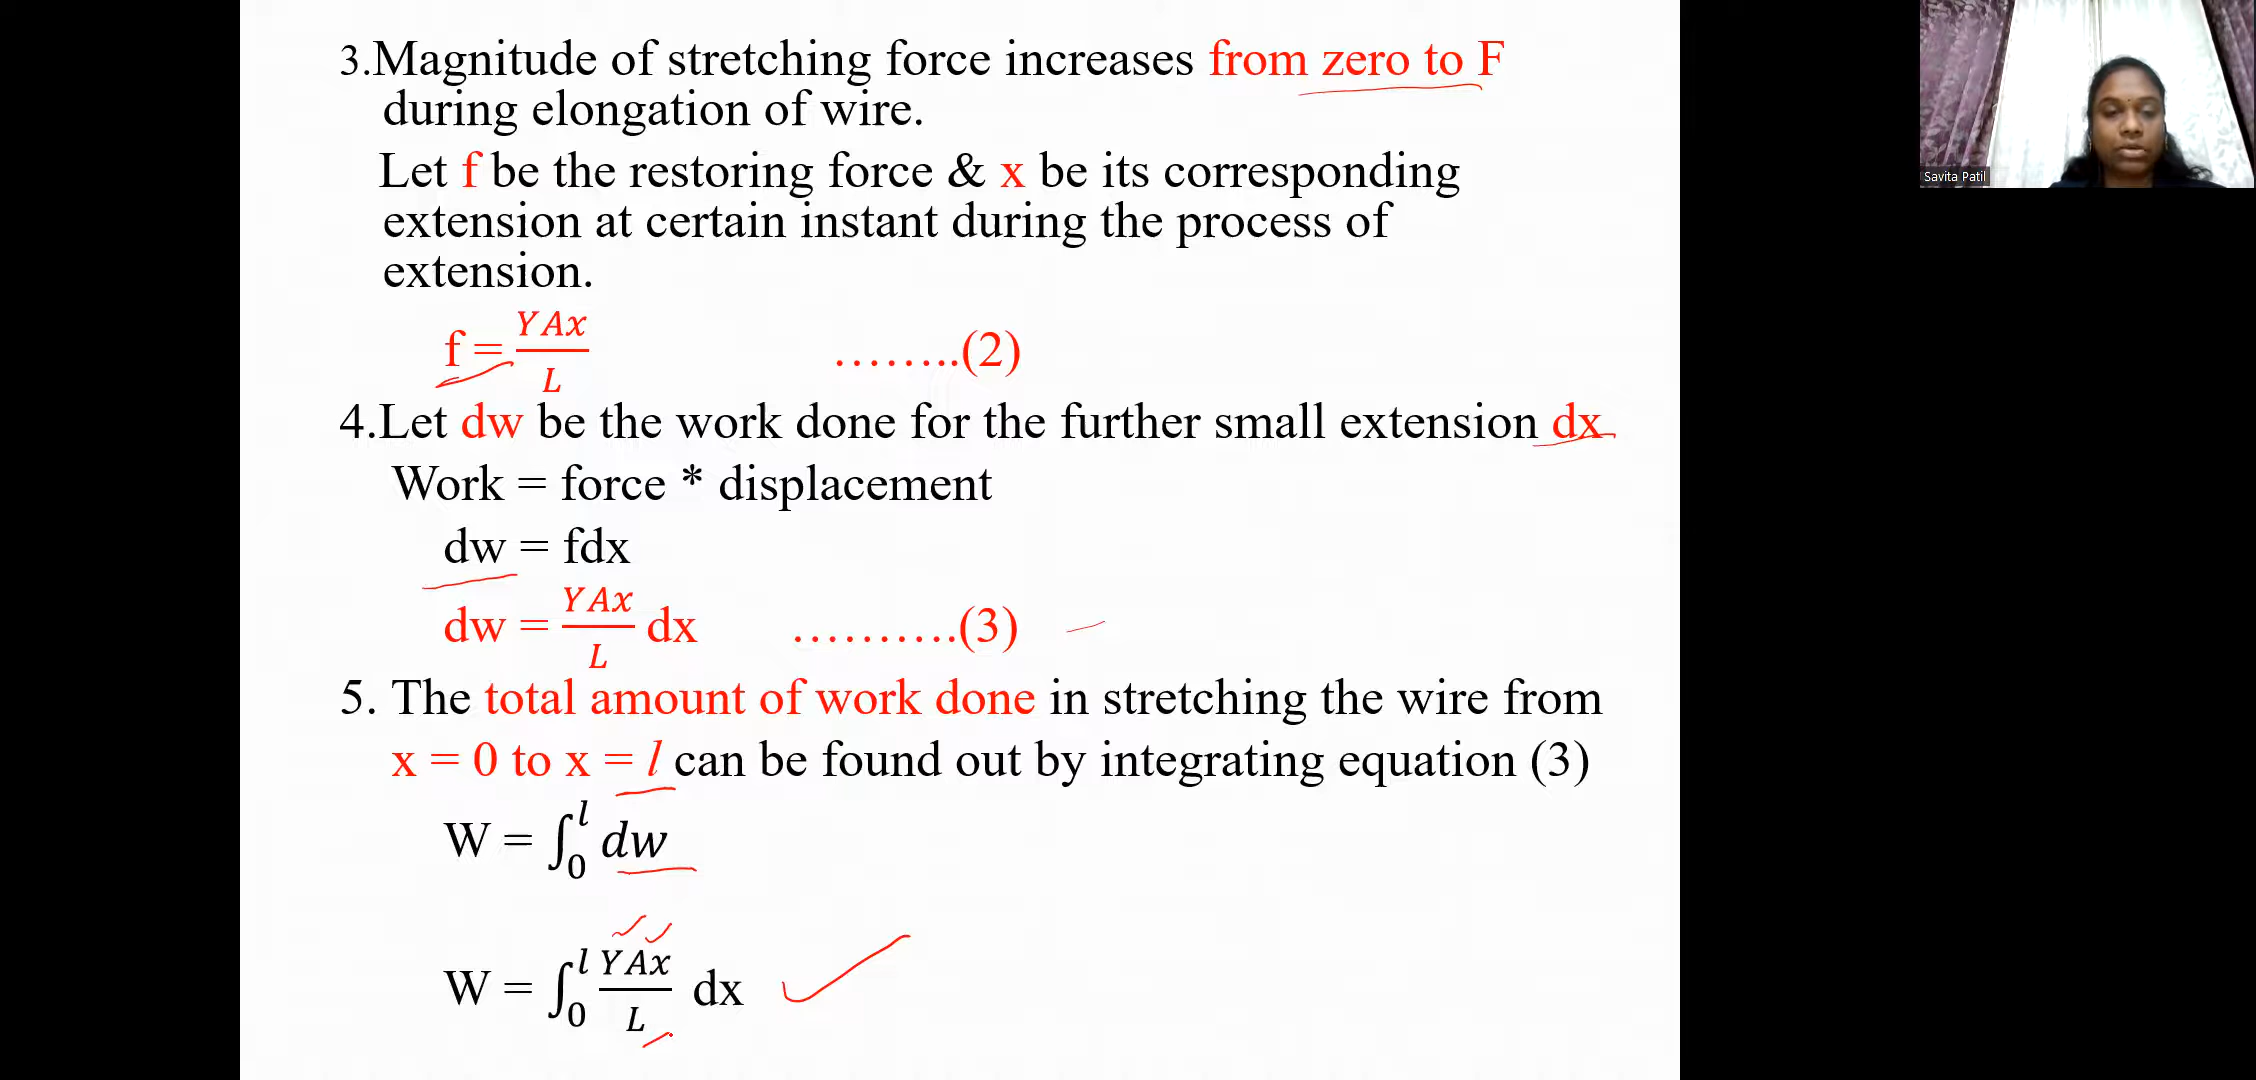 3.Magnitude of stretching force increases from zero to F
during elongation of wire.
Let f be the restoring force & x be its corresponding
extension at certain instant during the process of
extension.
f = YAx/L ........(2)
4.Let dw be the work done for the further small extension dx
Work = force * displacement
dw = fdx
dw = YAx/L dx ..........(3)
5. The total amount of work done in stretching the wire from
x = 0 to x = l can be found out by integrating equation (3)
W = ∫₀ˡ dw
W = ∫₀ˡ YAx/L dx
Savita Patil